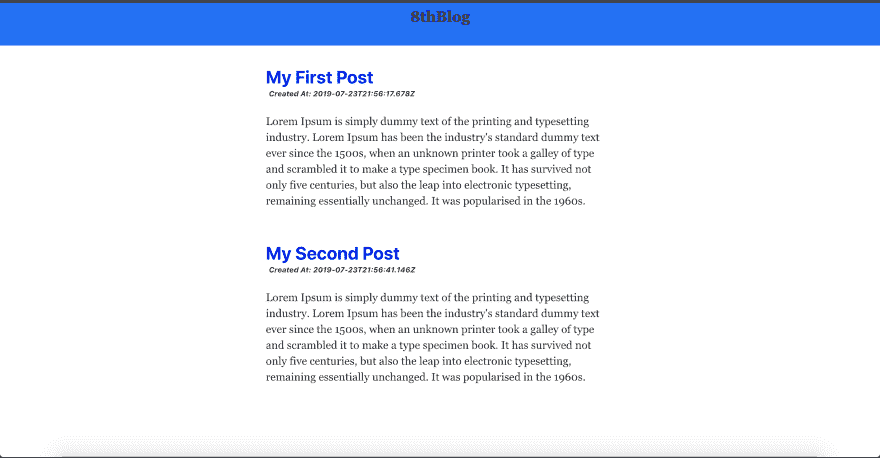 8thBlog
My First Post
Created At: 2019-07-23T21:56:17.678Z
Lorem Ipsum is simply dummy text of the printing and typesetting
industry. Lorem Ipsum has been the industry's standard dummy text
ever since the 1500s, when an unknown printer took a galley of type
and scrambled it to make a type specimen book. It has survived not
only five centuries, but also the leap into electronic typesetting,
remaining essentially unchanged. It was popularised in the 1960s.
My Second Post
Created At: 2019-07-23T21:56:41.146Z
Lorem Ipsum is simply dummy text of the printing and typesetting
industry. Lorem Ipsum has been the industry's standard dummy text
ever since the 1500s, when an unknown printer took a galley of type
and scrambled it to make a type specimen book. It has survived not
only five centuries, but also the leap into electronic typesetting,
remaining essentially unchanged. It was popularised in the 1960s.